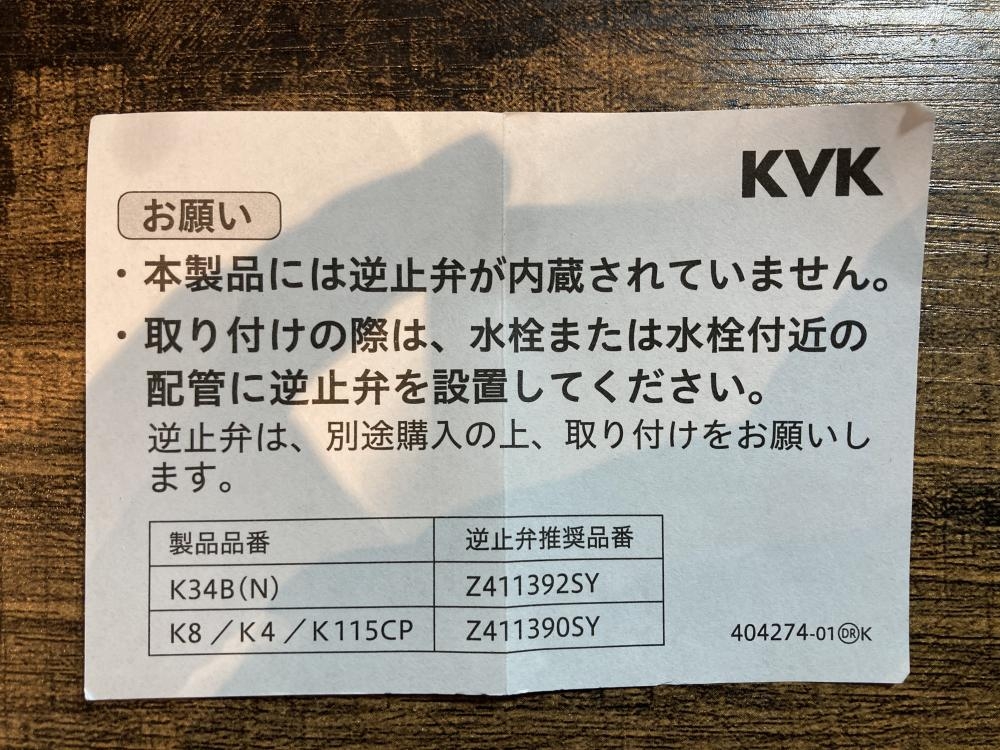 KVK
お願い
・本製品には逆止弁が内蔵されていません。
・取り付けの際は、水栓または水栓付近の
配管に逆止弁を設置してください。
逆止弁は、別途購入の上、取り付けをお願いし
ます。
製品品番 逆止弁推奨品番
K34B(N) Z411392SY
K8／K4／K115CP Z411390SY
404274-01ⒹⓇK